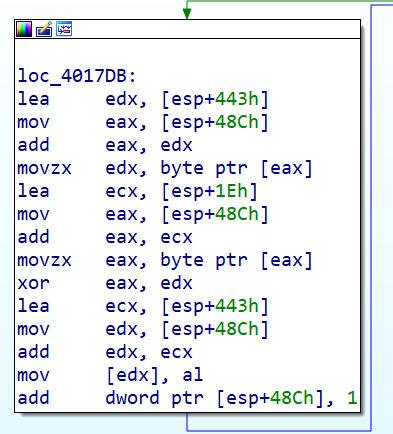 loc_4017DB:
lea edx, [esp+443h]
mov eax, [esp+48Ch]
add eax, edx
movzx edx, byte ptr [eax]
lea ecx, [esp+1Eh]
mov eax, [esp+48Ch]
add eax, ecx
movzx eax, byte ptr [eax]
xor eax, edx
lea ecx, [esp+443h]
mov edx, [esp+48Ch]
add edx, ecx
mov [edx], al
add dword ptr [esp+48Ch], 1